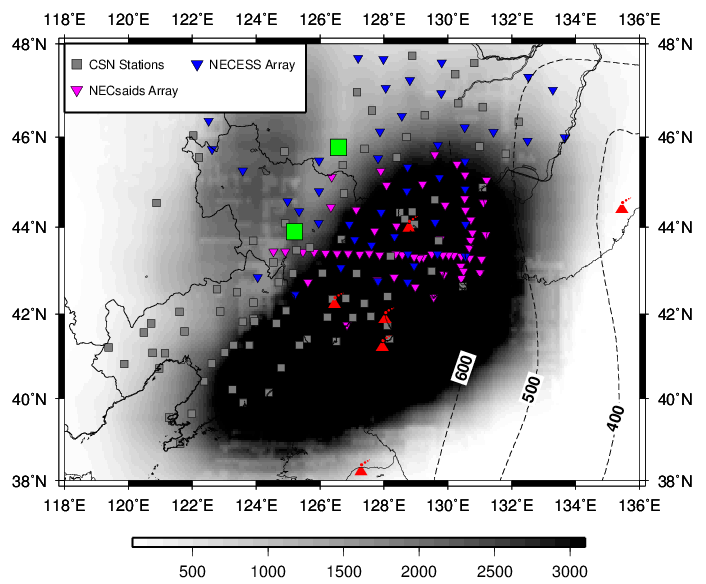 118°E 120°E 122°E 124°E 126°E 128°E 130°E 132°E 134°E 136°E
48°N 48°N
CSN Stations NECESS Array
NECsaids Array
46°N 46°N
44°N 44°N
42°N 42°N
600
500
400
40°N 40°N
38°N 38°N
118°E 120°E 122°E 124°E 126°E 128°E 130°E 132°E 134°E 136°E
500 1000 1500 2000 2500 3000